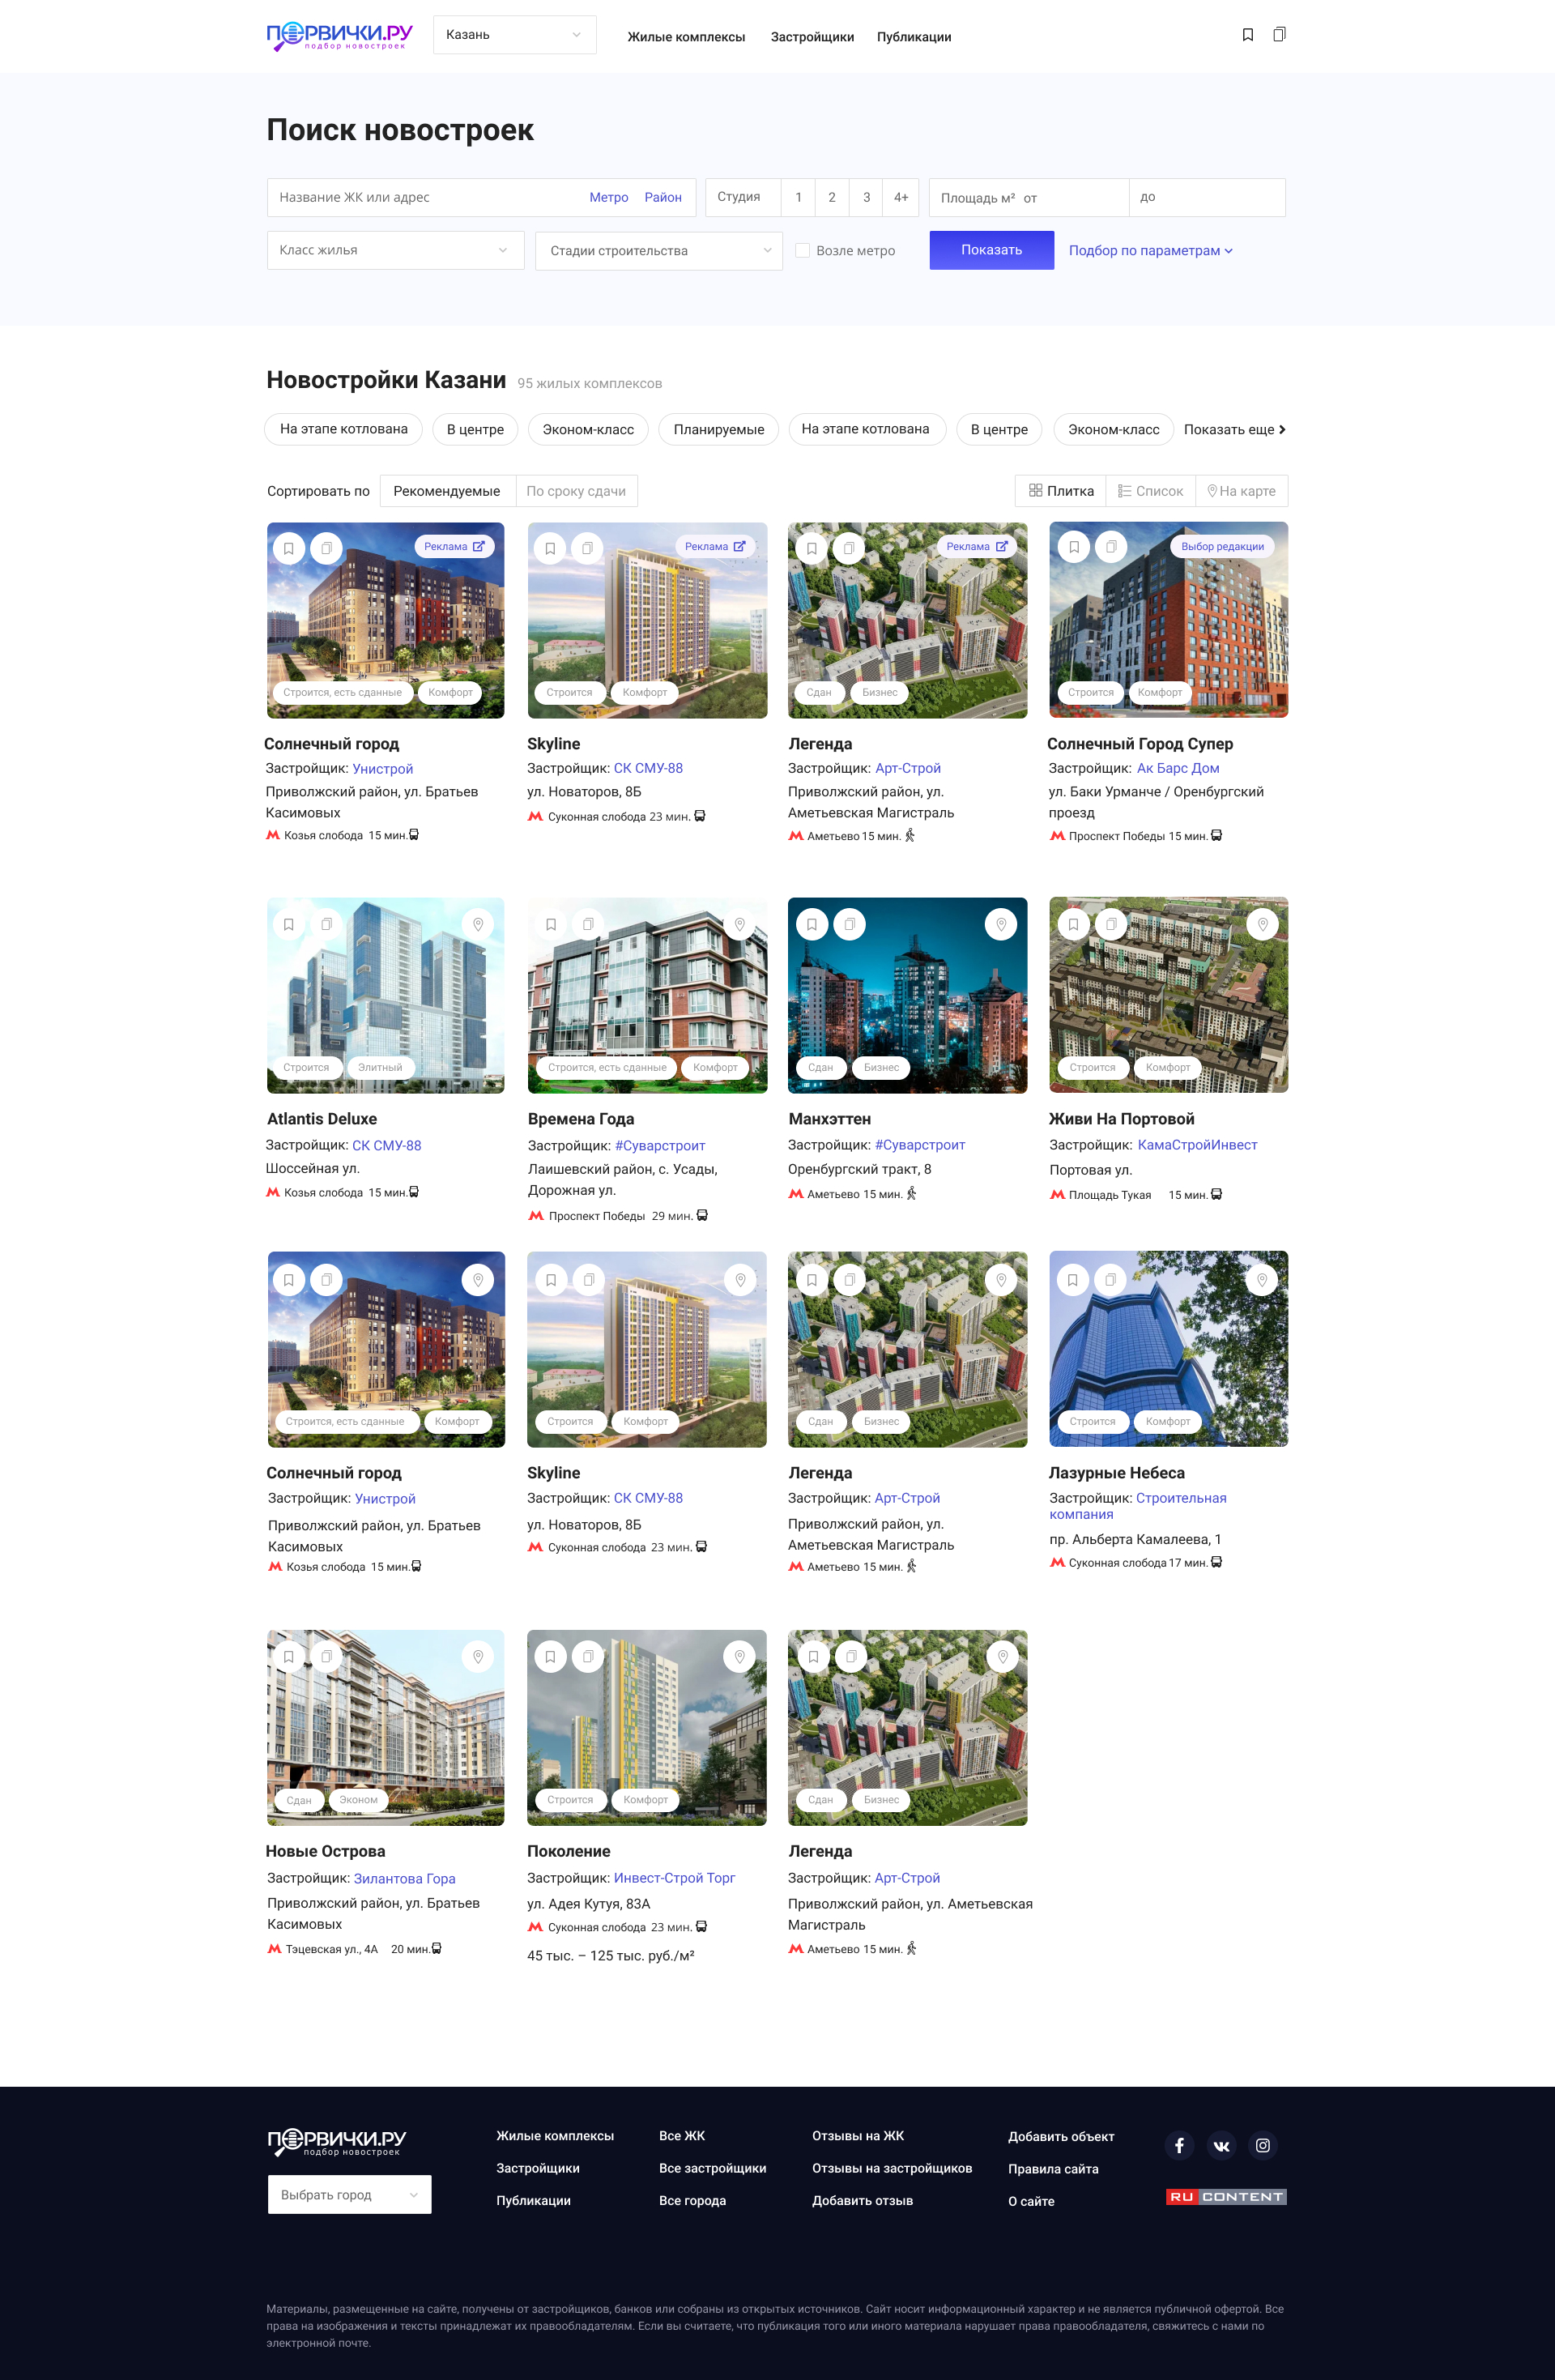 ПЕРВИЧКИ.РУ
подбор новостроек
Казань
Жилые комплексы Застройщики Публикации
Поиск новостроек
Название ЖК или адрес Метро Район Студия 1 2 3 4+ Площадь м² от до
Класс жилья Стадии строительства Возле метро Показать Подбор по параметрам
Новостройки Казани 95 жилых комплексов
На этапе котлована В центре Эконом-класс Планируемые На этапе котлована В центре Эконом-класс Показать еще
Сортировать по Рекомендуемые По сроку сдачи Плитка Список На карте
Реклама
Строится, есть сданные Комфорт
Солнечный город
Застройщик: Унистрой
Приволжский район, ул. Братьев
Касимовых
Козья слобода 15 мин.
Реклама
Строится Комфорт
Skyline
Застройщик: СК СМУ-88
ул. Новаторов, 8Б
Суконная слобода 23 мин.
Реклама
Сдан Бизнес
Легенда
Застройщик: Арт-Строй
Приволжский район, ул.
Аметьевская Магистраль
Аметьево 15 мин.
Выбор редакции
Строится Комфорт
Солнечный Город Супер
Застройщик: Ак Барс Дом
ул. Баки Урманче / Оренбургский
проезд
Проспект Победы 15 мин.
Строится Элитный
Atlantis Deluxe
Застройщик: СК СМУ-88
Шоссейная ул.
Козья слобода 15 мин.
Строится, есть сданные Комфорт
Времена Года
Застройщик: #Суварстроит
Лаишевский район, с. Усады,
Дорожная ул.
Проспект Победы 29 мин.
Сдан Бизнес
Манхэттен
Застройщик: #Суварстроит
Оренбургский тракт, 8
Аметьево 15 мин.
Строится Комфорт
Живи На Портовой
Застройщик: КамаСтройИнвест
Портовая ул.
Площадь Тукая 15 мин.
Строится, есть сданные Комфорт
Солнечный город
Застройщик: Унистрой
Приволжский район, ул. Братьев
Касимовых
Козья слобода 15 мин.
Строится Комфорт
Skyline
Застройщик: СК СМУ-88
ул. Новаторов, 8Б
Суконная слобода 23 мин.
Сдан Бизнес
Легенда
Застройщик: Арт-Строй
Приволжский район, ул.
Аметьевская Магистраль
Аметьево 15 мин.
Строится Комфорт
Лазурные Небеса
Застройщик: Строительная
компания
пр. Альберта Камалеева, 1
Суконная слобода 17 мин.
Сдан Эконом
Новые Острова
Застройщик: Зилантова Гора
Приволжский район, ул. Братьев
Касимовых
Тэцевская ул., 4А 20 мин.
Строится Комфорт
Поколение
Застройщик: Инвест-Строй Торг
ул. Адея Кутуя, 83А
Суконная слобода 23 мин.
45 тыс. – 125 тыс. руб./м²
Сдан Бизнес
Легенда
Застройщик: Арт-Строй
Приволжский район, ул. Аметьевская
Магистраль
Аметьево 15 мин.
ПЕРВИЧКИ.РУ
подбор новостроек
Выбрать город
Жилые комплексы
Застройщики
Публикации
Все ЖК
Все застройщики
Все города
Отзывы на ЖК
Отзывы на застройщиков
Добавить отзыв
Добавить объект
Правила сайта
О сайте
RU CONTENT
Материалы, размещенные на сайте, получены от застройщиков, банков или собраны из открытых источников. Сайт носит информационный характер и не является публичной офертой. Все
права на изображения и тексты принадлежат их правообладателям. Если вы считаете, что публикация того или иного материала нарушает права правообладателя, свяжитесь с нами по
электронной почте.